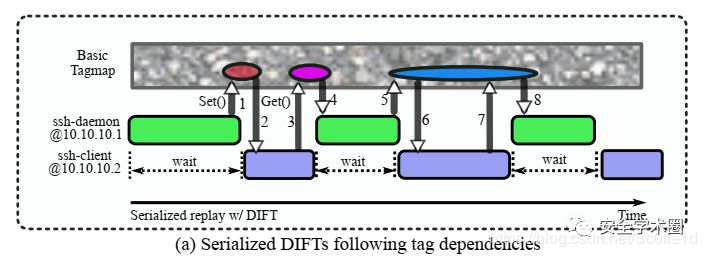 Basic
Tagmap
Set()
1
2
Get()
3
4
5
6
7
8
ssh-daemon
@10.10.10.1
ssh-client
@10.10.10.2
wait
wait
wait
Serialized replay w/ DIFT
Time
安全学术圈
(a) Serialized DIFTs following tag dependencies